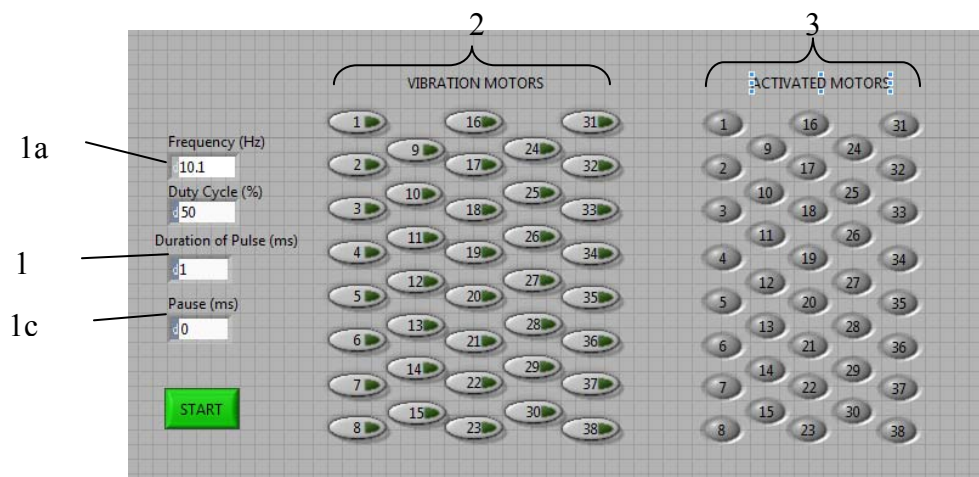 2
3
VIBRATION MOTORS
ACTIVATED MOTORS
1a
Frequency (Hz)
d 10.1
Duty Cycle (%)
d 50
1
Duration of Pulse (ms)
d 1
1c
Pause (ms)
d 0
START
1 16 31
9 24
2 17 32
10 25
3 18 33
11 26
4 19 34
12 27
5 20 35
13 28
6 21 36
14 29
7 22 37
15 30
8 23 38
1 16 31
9 24
2 17 32
10 25
3 18 33
11 26
4 19 34
12 27
5 20 35
13 28
6 21 36
14 29
7 22 37
15 30
8 23 38